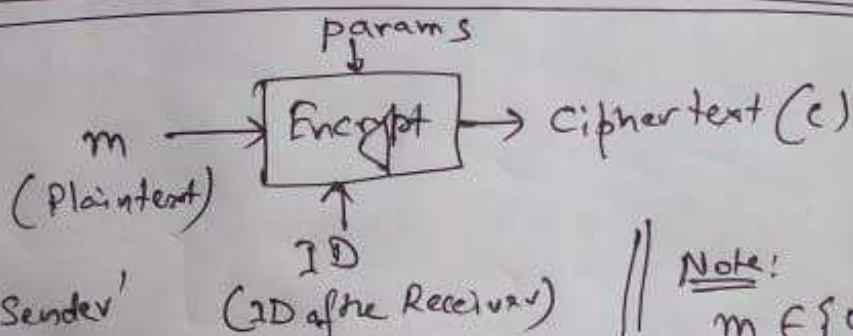 params
m → Encrypt → Ciphertext (c)
(Plaintext)
ID
Sender' (ID of the Receiver)
Note:
m ∈ {